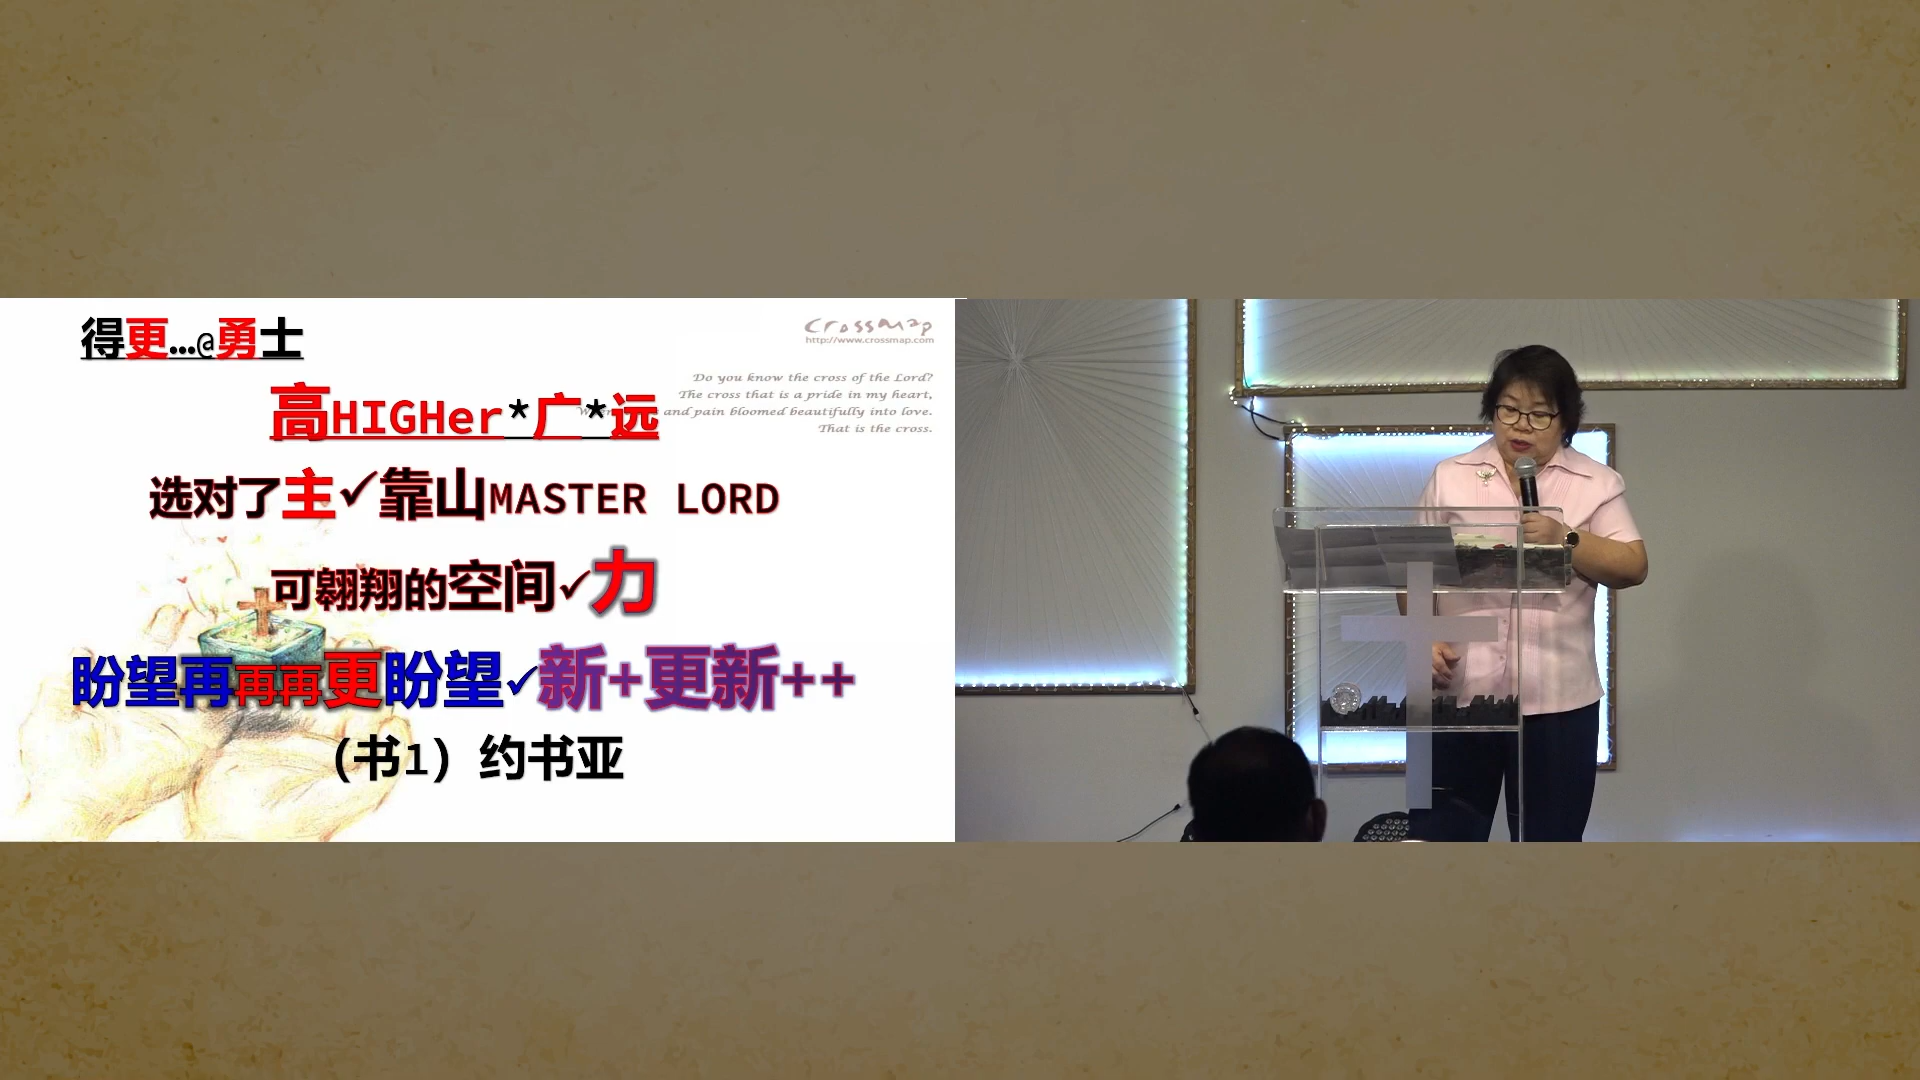 得更...@勇士
crossmap
http://www.crossmap.com
Do you know the cross of the Lord?
The cross that is a pride in my heart,
and pain bloomed beautifully into love.
That is the cross.
高HIGHer*广*远
选对了主✓靠山MASTER LORD
可翱翔的空间✓力
盼望再再再更盼望✓新+更新++
（书1）约书亚